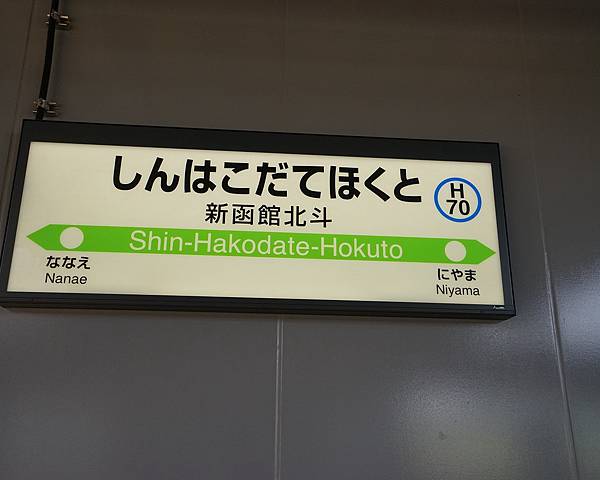 しんはこだてほくと
H
70
新函館北斗
Shin-Hakodate-Hokuto
ななえ
Nanae
にやま
Niyama